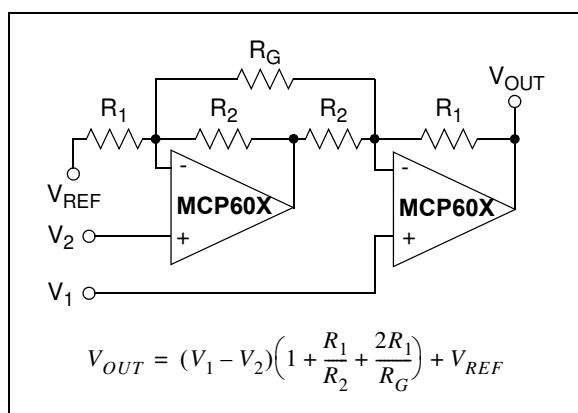 R_G
V_OUT
R_1 R_2 R_2 R_1
V_REF
- -
MCP60X MCP60X
V_2 + +
V_1
V_OUT = (V_1 – V_2)(1 + R_1/R_2 + 2R_1/R_G) + V_REF